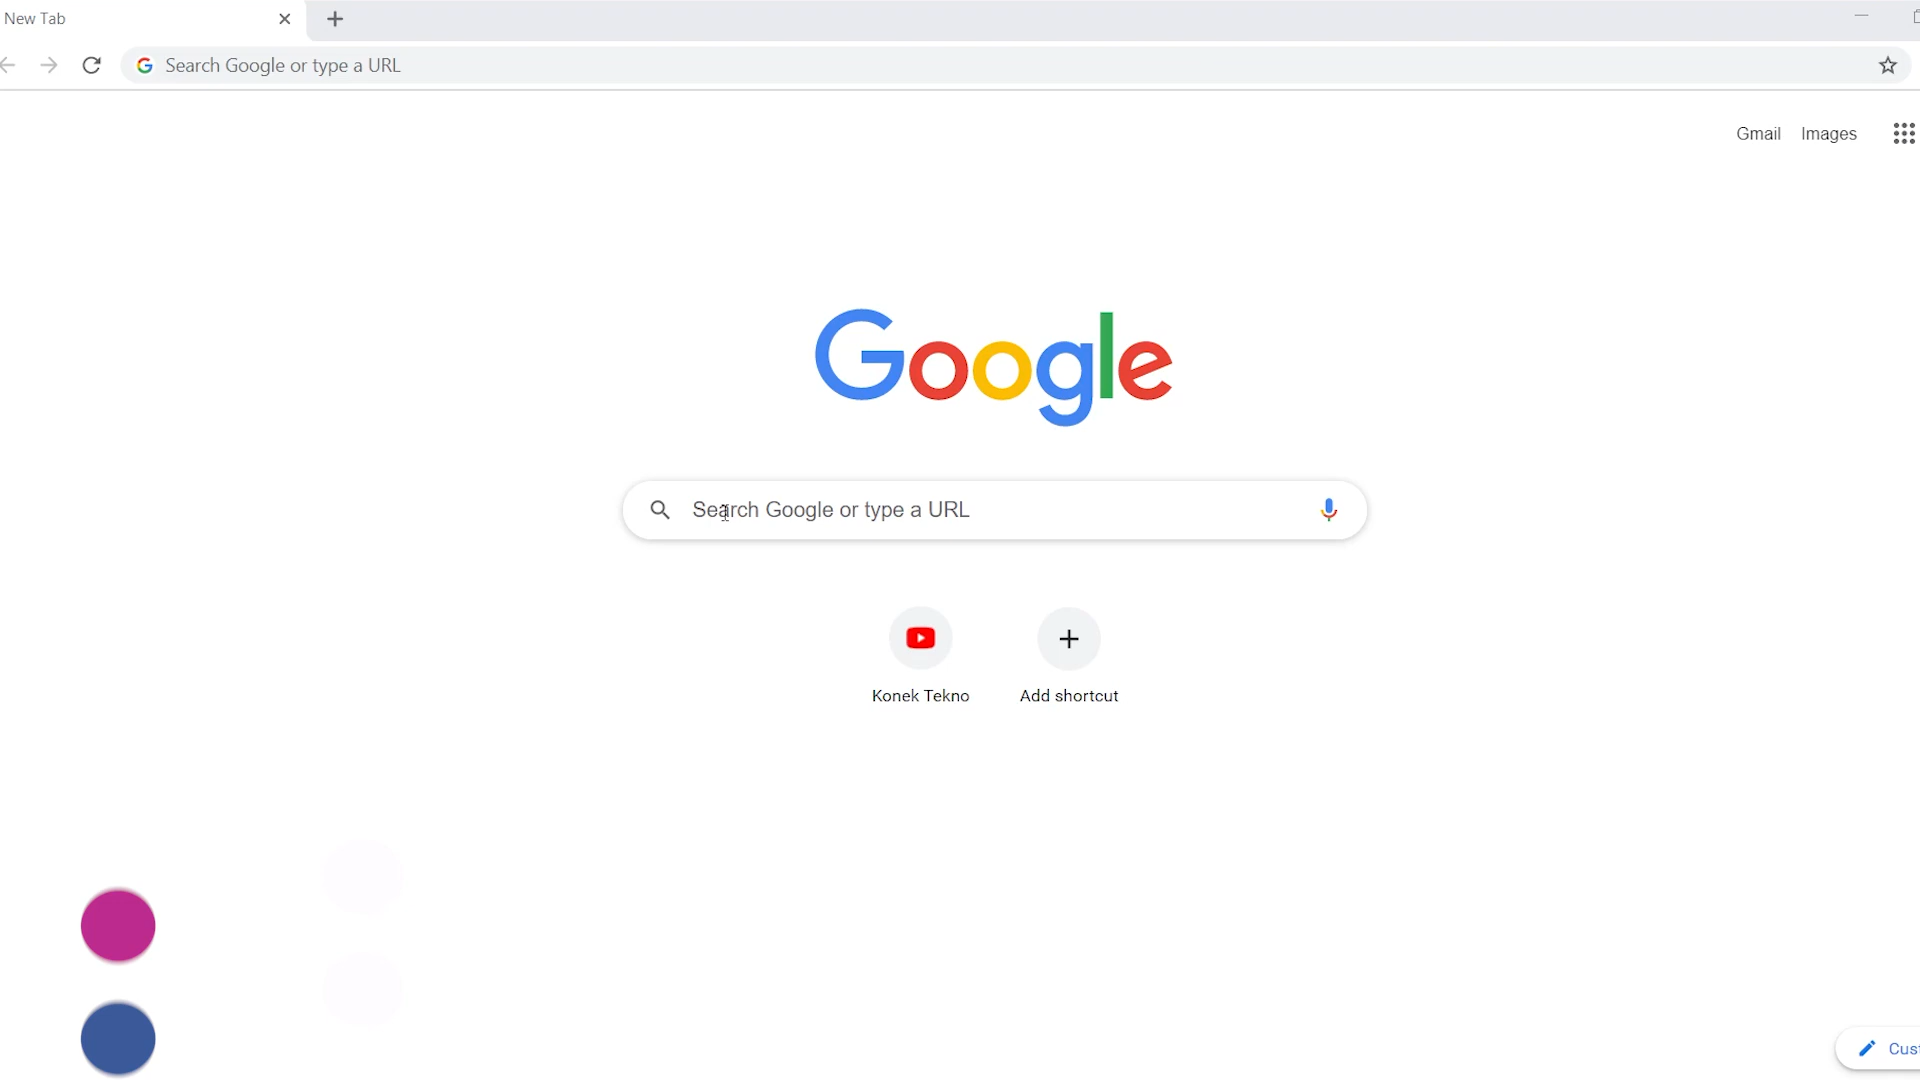 New Tab
Search Google or type a URL
Gmail Images
Google
Search Google or type a URL
Konek Tekno Add shortcut
Cust